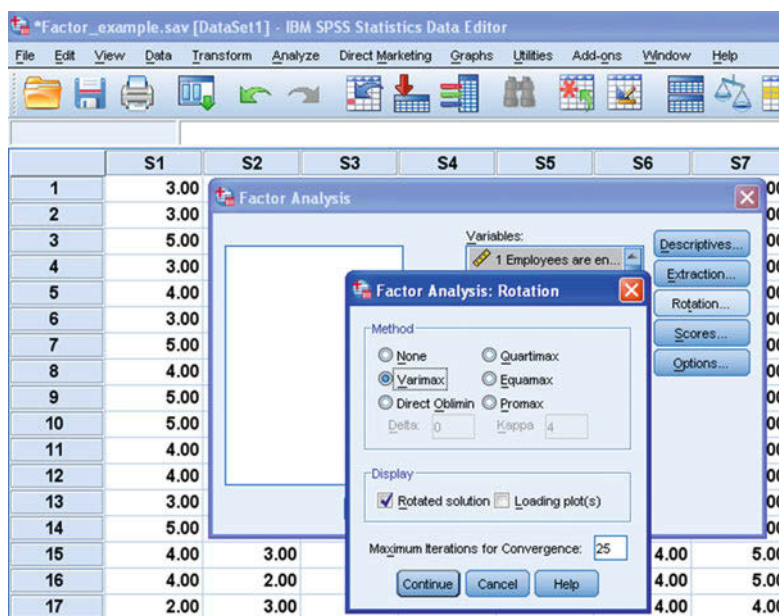 *Factor_example.sav [DataSet1] - IBM SPSS Statistics Data Editor
File Edit View Data Transform Analyze Direct Marketing Graphs Utilities Add-ons Window Help
S1 S2 S3 S4 S5 S6 S7
1 3.00
2 3.00
3 5.00
4 3.00
5 4.00
6 3.00
7 5.00
8 4.00
9 5.00
10 5.00
11 4.00
12 4.00
13 3.00
14 5.00
15 4.00 3.00 4.00 5.00
16 4.00 2.00 4.00 5.00
17 2.00 3.00 4.00 4.00
Factor Analysis
Variables:
1 Employees are en...
Descriptives...
Extraction...
Rotation...
Scores...
Options...
Factor Analysis: Rotation
Method
None Quartimax
Varimax Equamax
Direct Oblimin Promax
Delta: 0 Kappa 4
Display
Rotated solution Loading plot(s)
Maximum Iterations for Convergence: 25
Continue Cancel Help